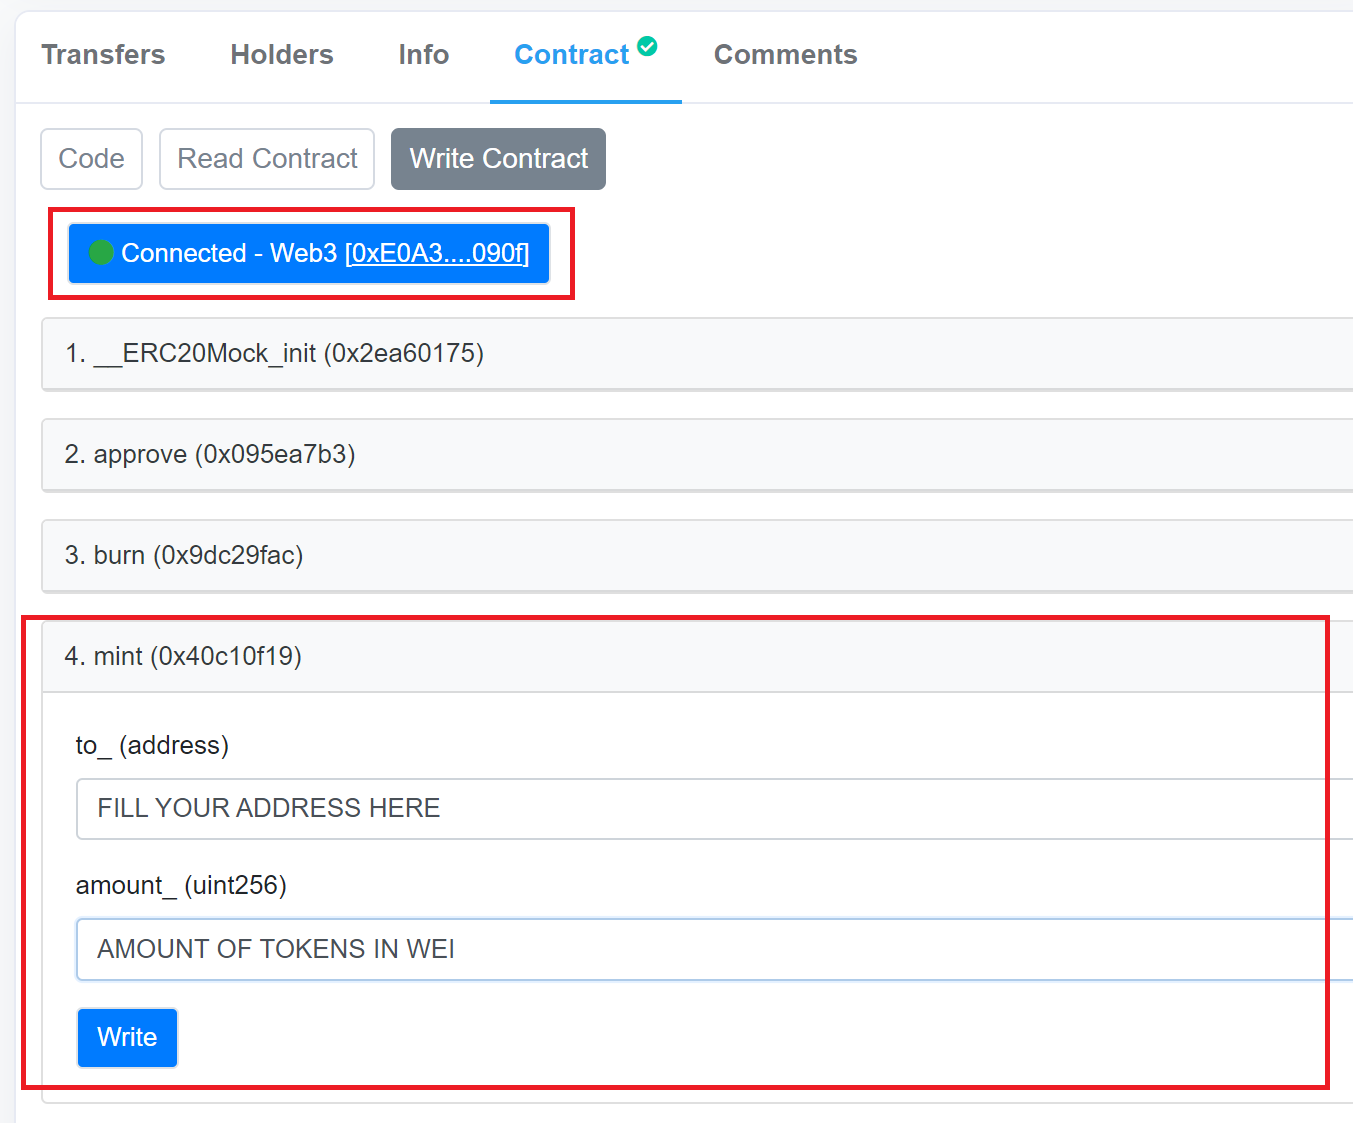 Transfers Holders Info Contract Comments
Code Read Contract Write Contract
Connected - Web3 [0xE0A3....090f]
1. __ERC20Mock_init (0x2ea60175)
2. approve (0x095ea7b3)
3. burn (0x9dc29fac)
4. mint (0x40c10f19)
to_ (address)
FILL YOUR ADDRESS HERE
amount_ (uint256)
AMOUNT OF TOKENS IN WEI
Write